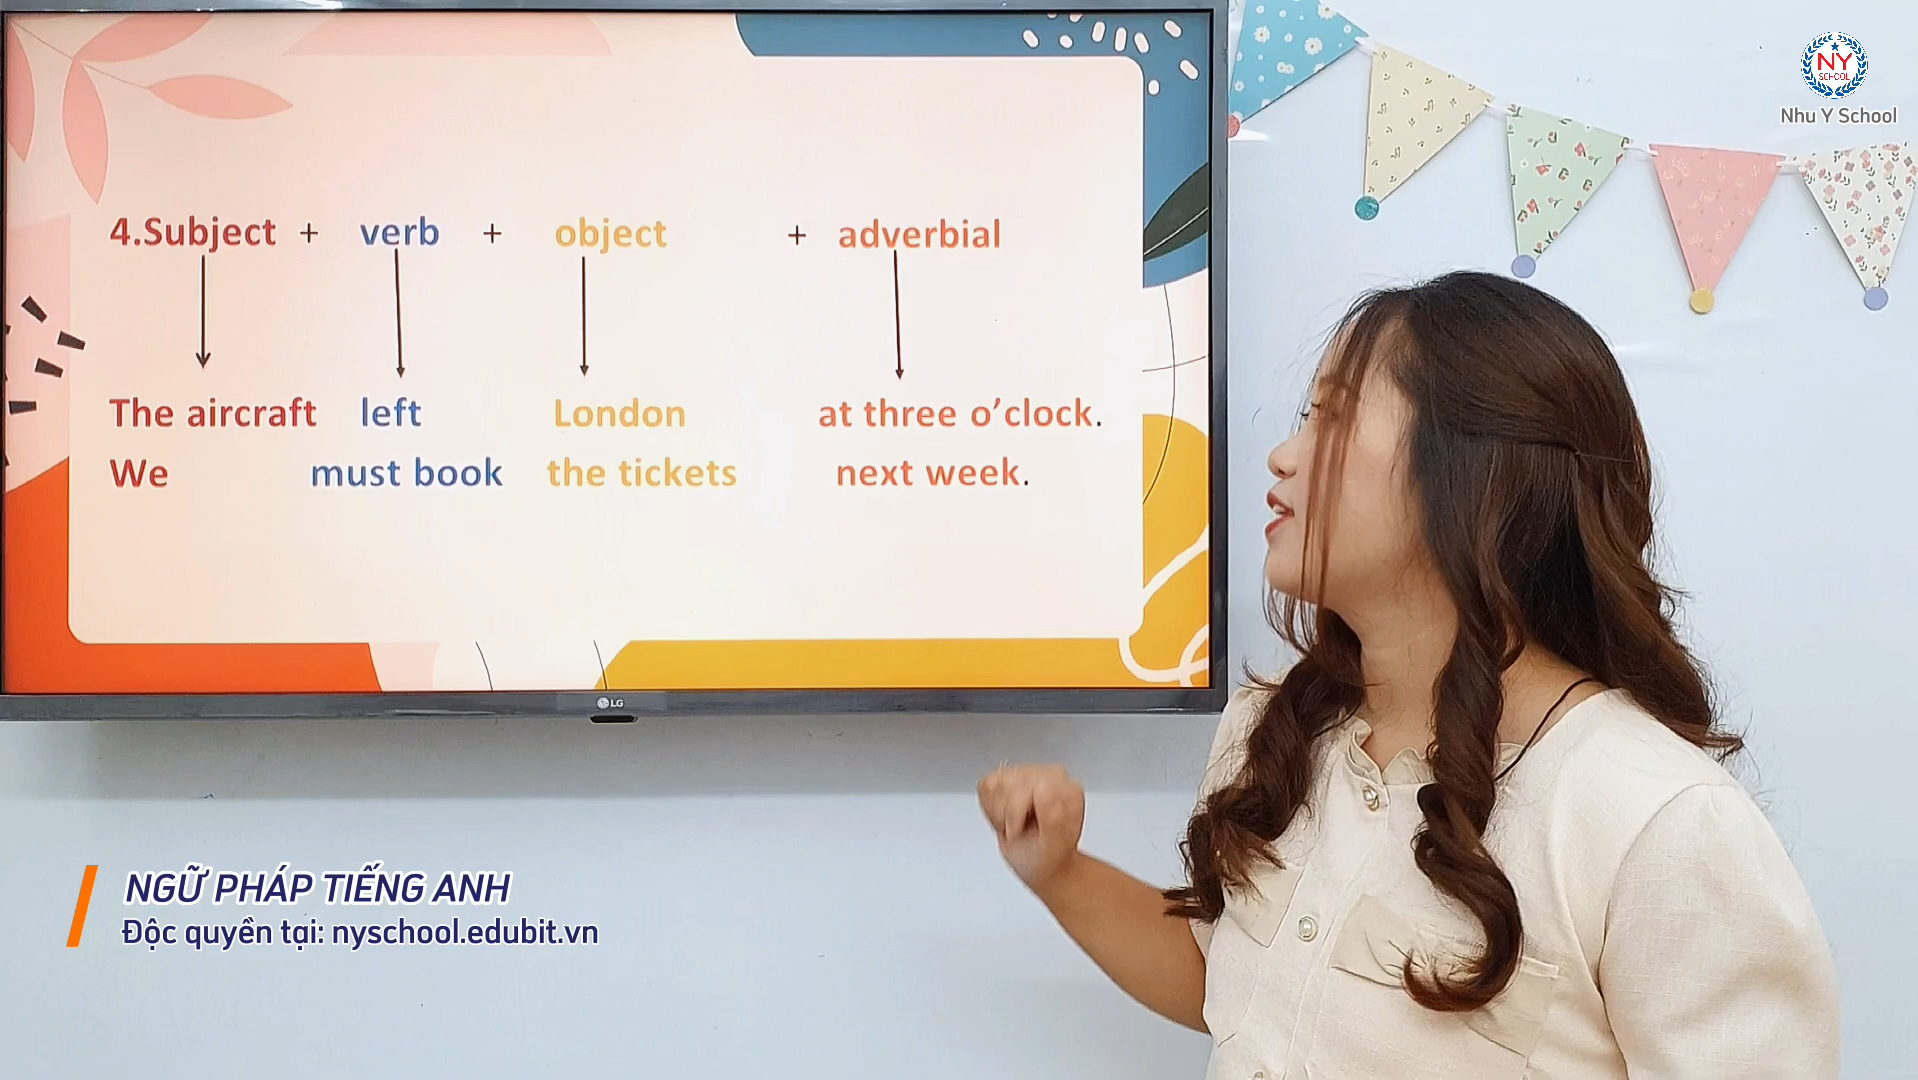 4.Subject + verb + object + adverbial
The aircraft left London at three o’clock.
We must book the tickets next week.
LG
NY
SCHOOL
Nhu Y School
NGỮ PHÁP TIẾNG ANH
Độc quyền tại: nyschool.edubit.vn